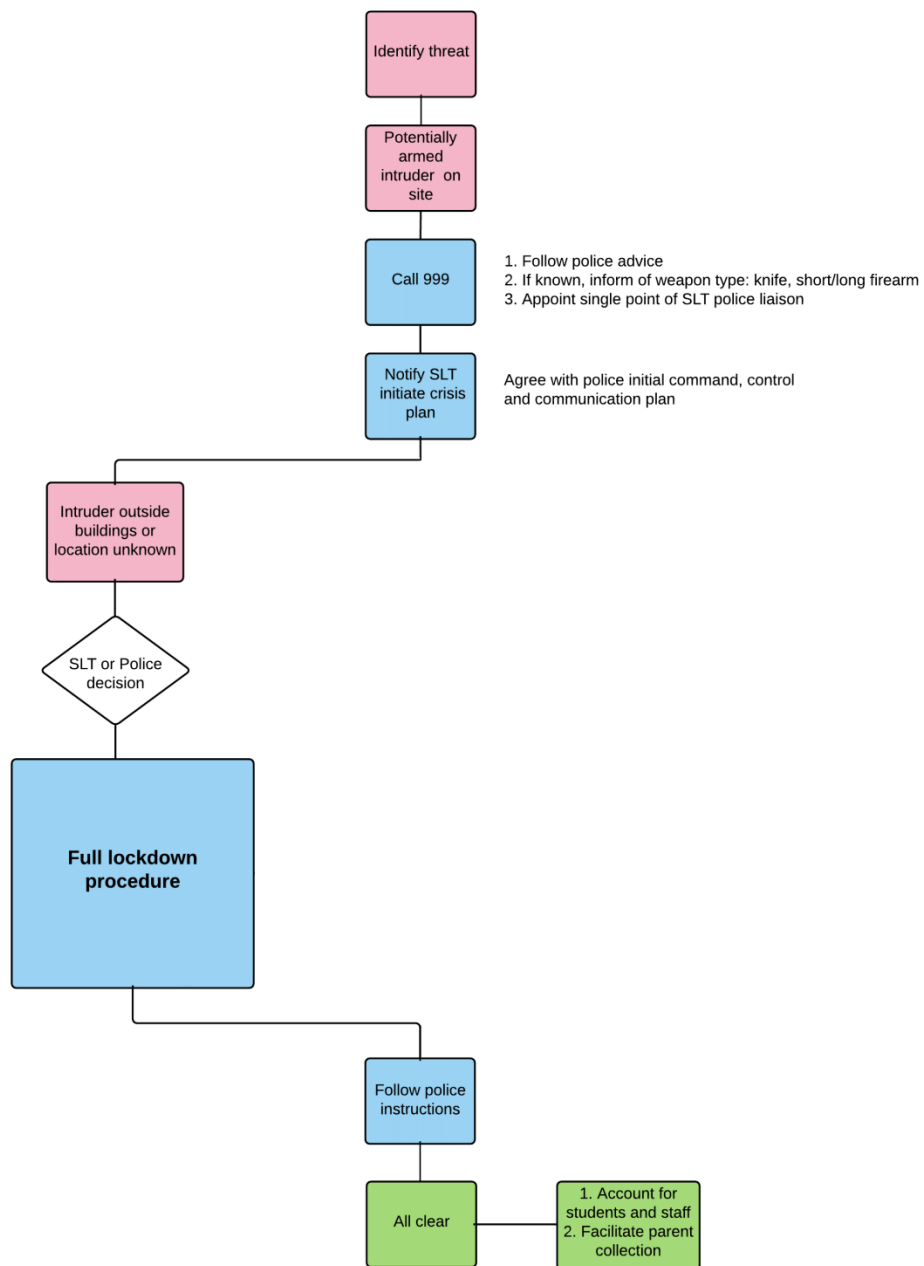 Identify threat
Potentially
armed
intruder on
site
Call 999
1. Follow police advice
2. If known, inform of weapon type: knife, short/long firearm
3. Appoint single point of SLT police liaison
Notify SLT
initiate crisis
plan
Agree with police initial command, control
and communication plan
Intruder outside
buildings or
location unknown
SLT or Police
decision
Full lockdown
procedure
Follow police
instructions
All clear
1. Account for
students and staff
2. Facilitate parent
collection